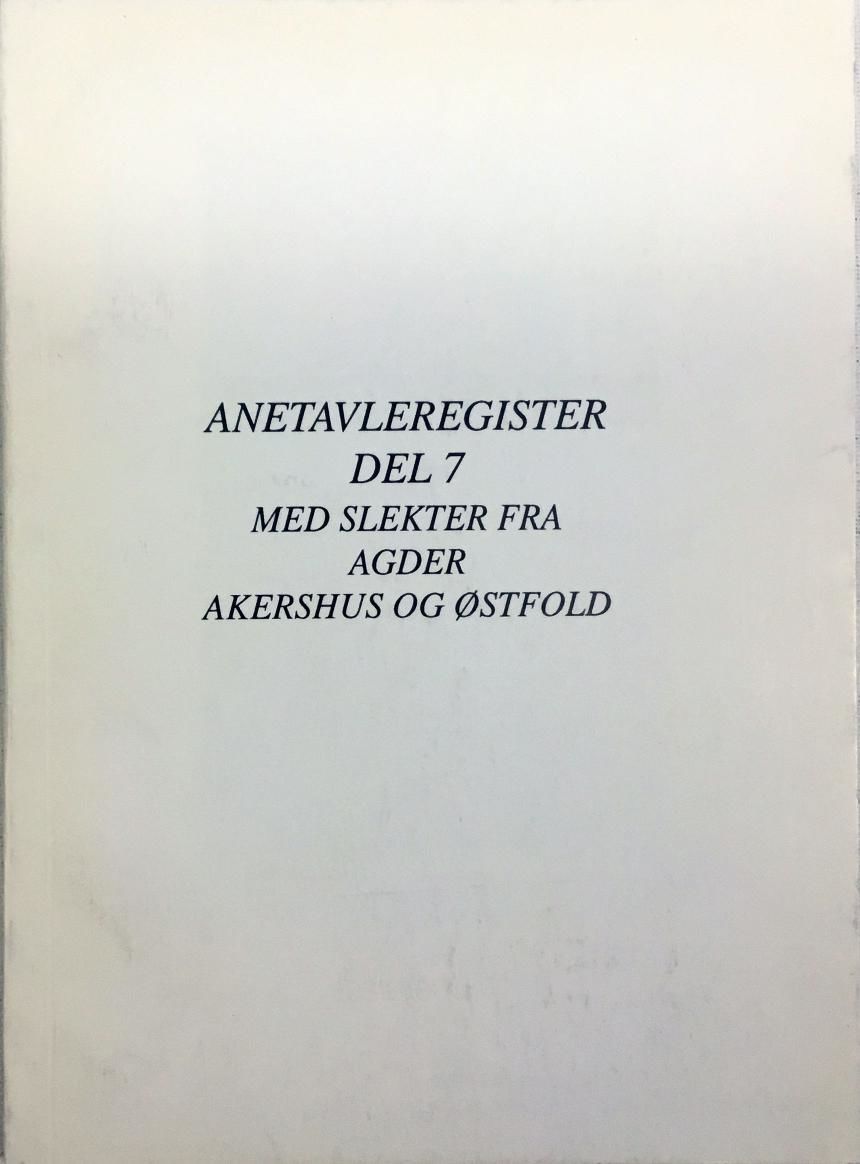 ANETAVLEREGISTER
DEL 7
MED SLEKTER FRA
AGDER
AKERSHUS OG ØSTFOLD